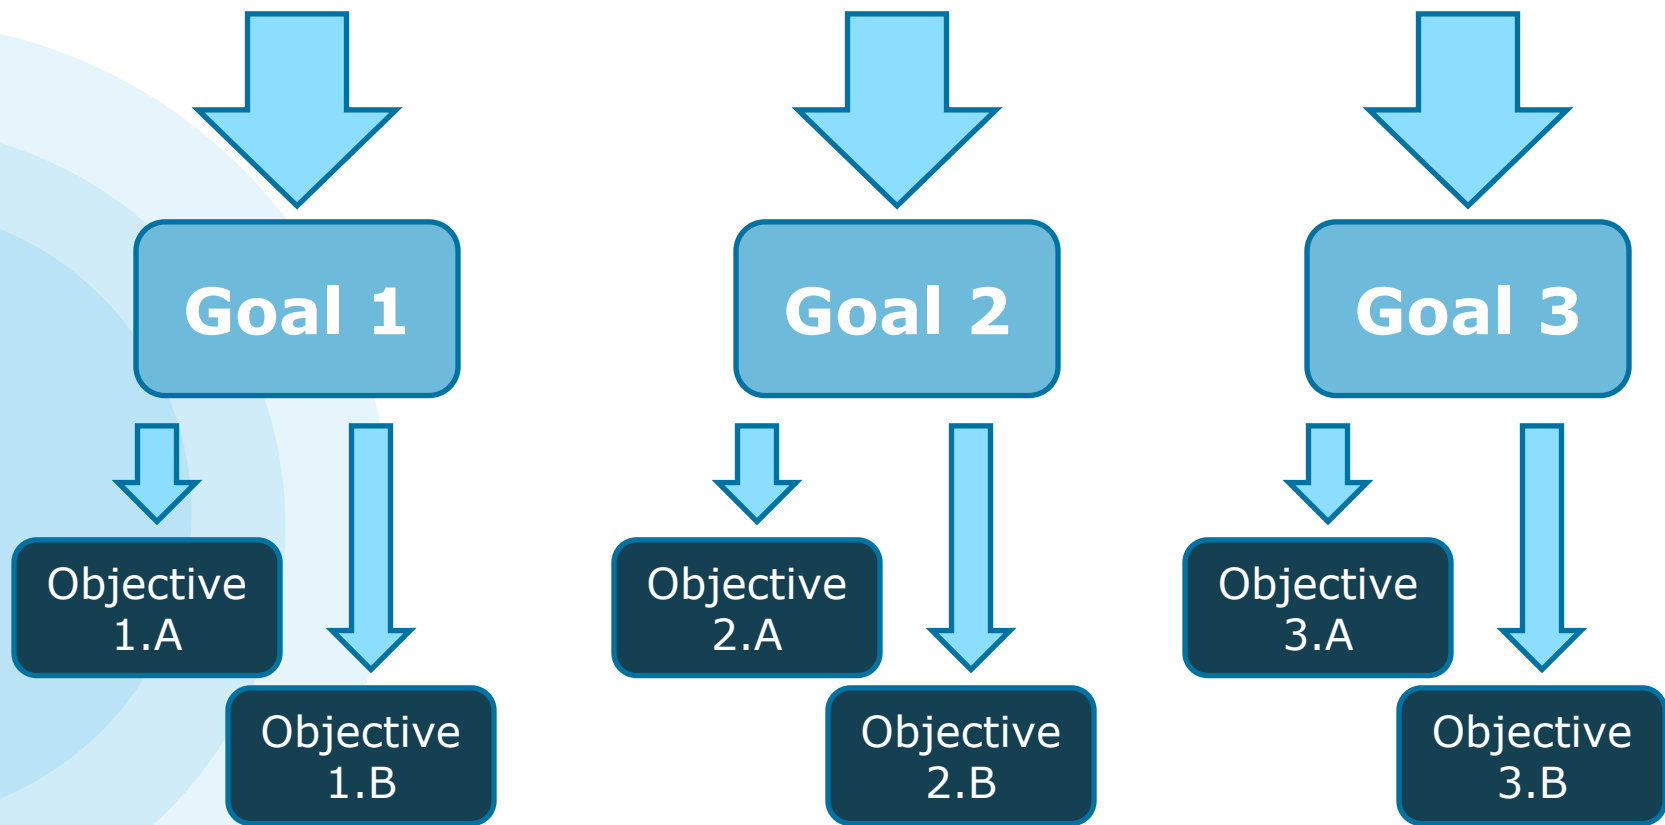 Goal 1
Goal 2
Goal 3
Objective
1.A
Objective
2.A
Objective
3.A
Objective
1.B
Objective
2.B
Objective
3.B